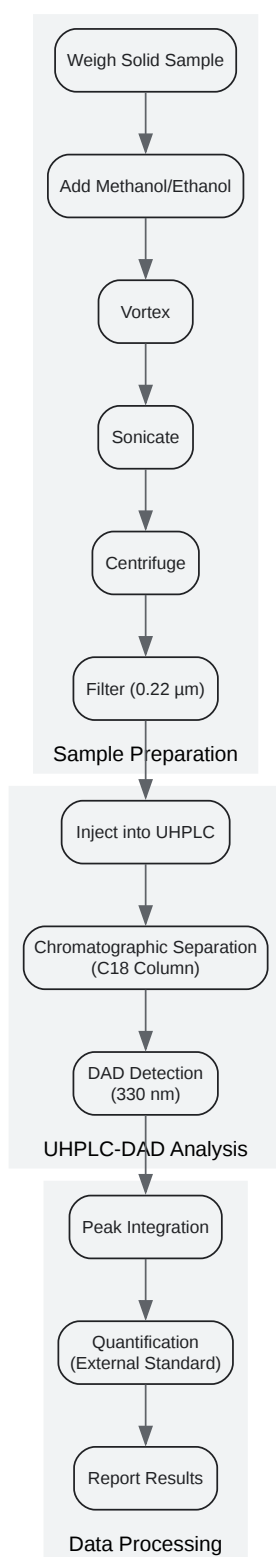 Weigh Solid Sample
Add Methanol/Ethanol
Vortex
Sonicate
Centrifuge
Filter (0.22 µm)
Sample Preparation
Inject into UHPLC
Chromatographic Separation
(C18 Column)
DAD Detection
(330 nm)
UHPLC-DAD Analysis
Peak Integration
Quantification
(External Standard)
Report Results
Data Processing